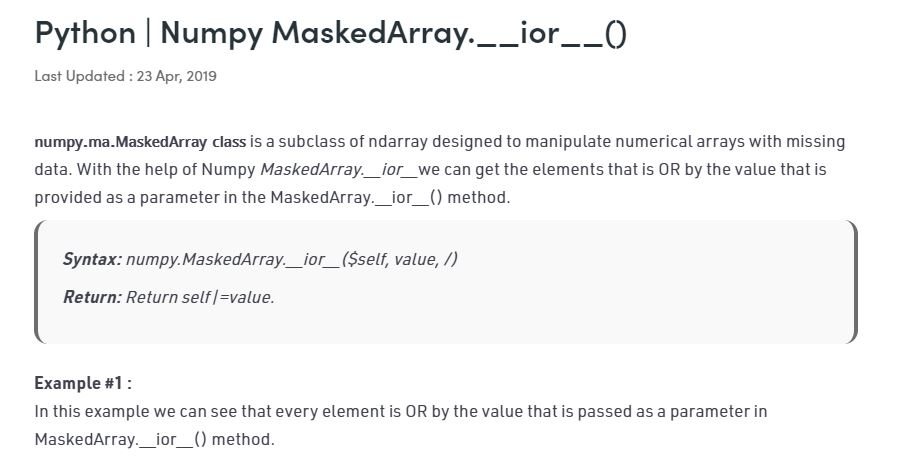 Python | Numpy MaskedArray.__ior__()
Last Updated : 23 Apr, 2019
numpy.ma.MaskedArray class is a subclass of ndarray designed to manipulate numerical arrays with missing
data. With the help of Numpy MaskedArray.__ior__we can get the elements that is OR by the value that is
provided as a parameter in the MaskedArray.__ior__() method.
Syntax: numpy.MaskedArray.__ior__($self, value, /)
Return: Return self|=value.
Example #1 :
In this example we can see that every element is OR by the value that is passed as a parameter in
MaskedArray.__ior__() method.